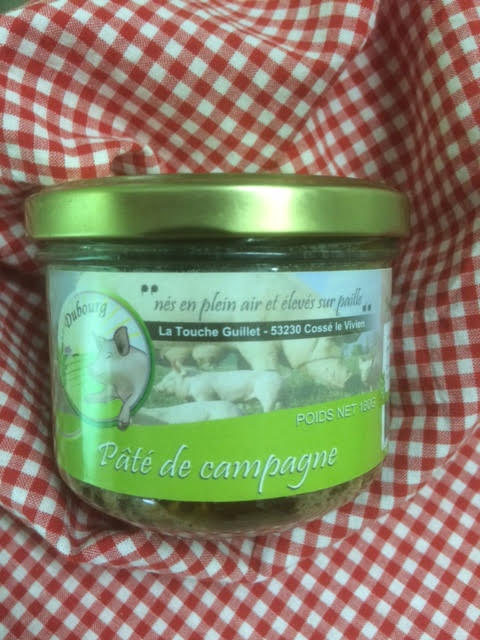 Dubourg
"nés en plein air et élevés sur paille"
La Touche Guillet - 53230 Cossé le Vivien
POIDS NET 180G
Pâté de campagne